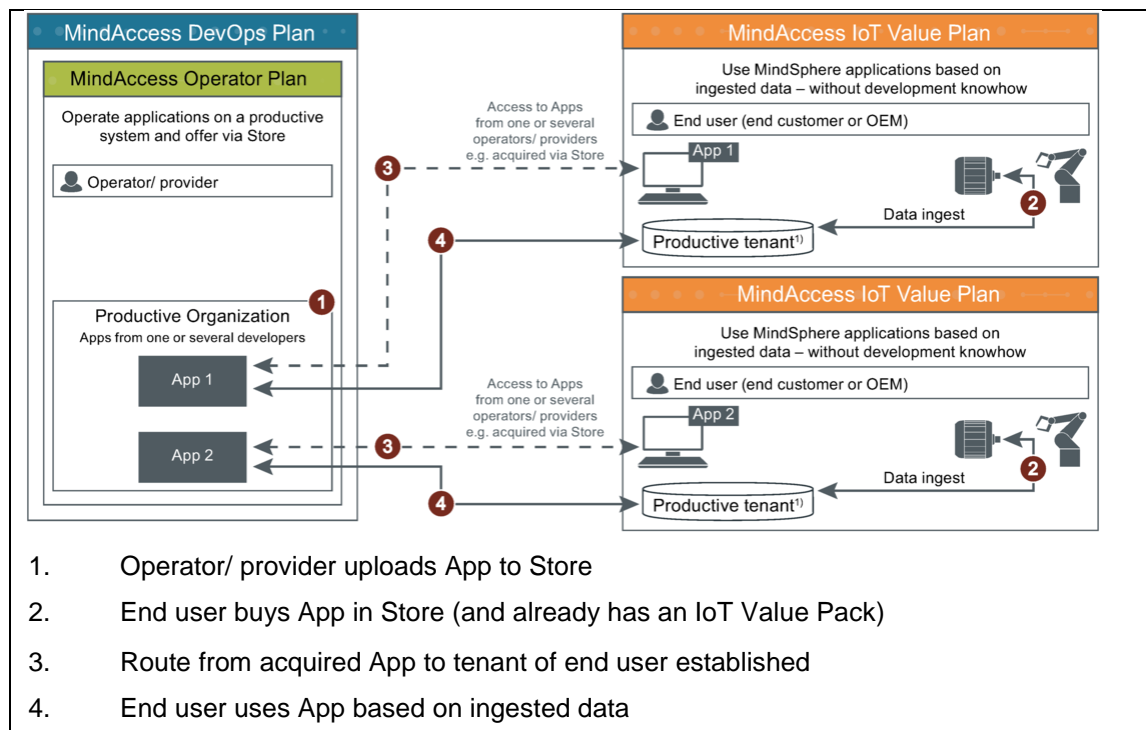 MindAccess DevOps Plan
MindAccess Operator Plan
Operate applications on a productive
system and offer via Store
Operator/ provider
1
Productive Organization
Apps from one or several developers
App 1
App 2
Access to Apps
from one or several
operators/ providers
e.g. acquired via Store
3
4
Access to Apps
from one or several
operators/ providers
e.g. acquired via Store
3
4
MindAccess IoT Value Plan
Use MindSphere applications based on
ingested data – without development knowhow
End user (end customer or OEM)
App 1
2
Data ingest
Productive tenant1)
MindAccess IoT Value Plan
Use MindSphere applications based on
ingested data – without development knowhow
End user (end customer or OEM)
App 2
2
Data ingest
Productive tenant1)
1. Operator/ provider uploads App to Store
2. End user buys App in Store (and already has an IoT Value Pack)
3. Route from acquired App to tenant of end user established
4. End user uses App based on ingested data